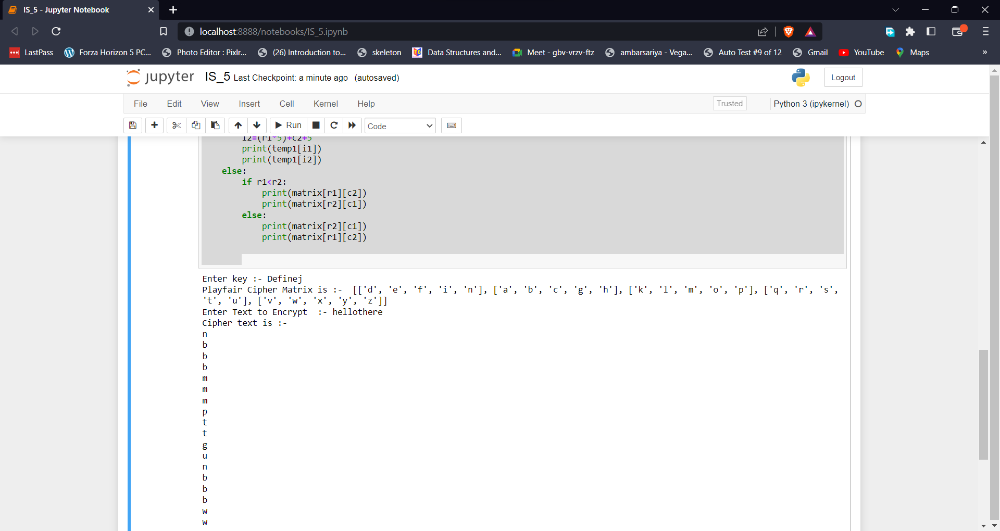 IS_5 - Jupyter Notebook
localhost:8888/notebooks/IS_5.ipynb
LastPass
Forza Horizon 5 PC...
Photo Editor : Pixlr...
(26) Introduction to...
skeleton
Data Structures and...
Meet - gbv-vrzv-ftz
ambarsariya - Vega...
Auto Test #9 of 12
Gmail
YouTube
Maps
»
jupyter IS_5 Last Checkpoint: a minute ago (autosaved)
Logout
File Edit View Insert Cell Kernel Help
Trusted
Python 3 (ipykernel)
Run
Code
i2=(r1*5)+c2+5
print(temp1[i1])
print(temp1[i2])
else:
if r1<r2:
print(matrix[r1][c2])
print(matrix[r2][c1])
else:
print(matrix[r2][c1])
print(matrix[r1][c2])
Enter key :- Definej
Playfair Cipher Matrix is :-  [['d', 'e', 'f', 'i', 'n'], ['a', 'b', 'c', 'g', 'h'], ['k', 'l', 'm', 'o', 'p'], ['q', 'r', 's',
't', 'u'], ['v', 'w', 'x', 'y', 'z']]
Enter Text to Encrypt  :- hellothere
Cipher text is :-
n
b
b
b
m
m
m
p
t
t
g
u
n
b
b
b
w
w